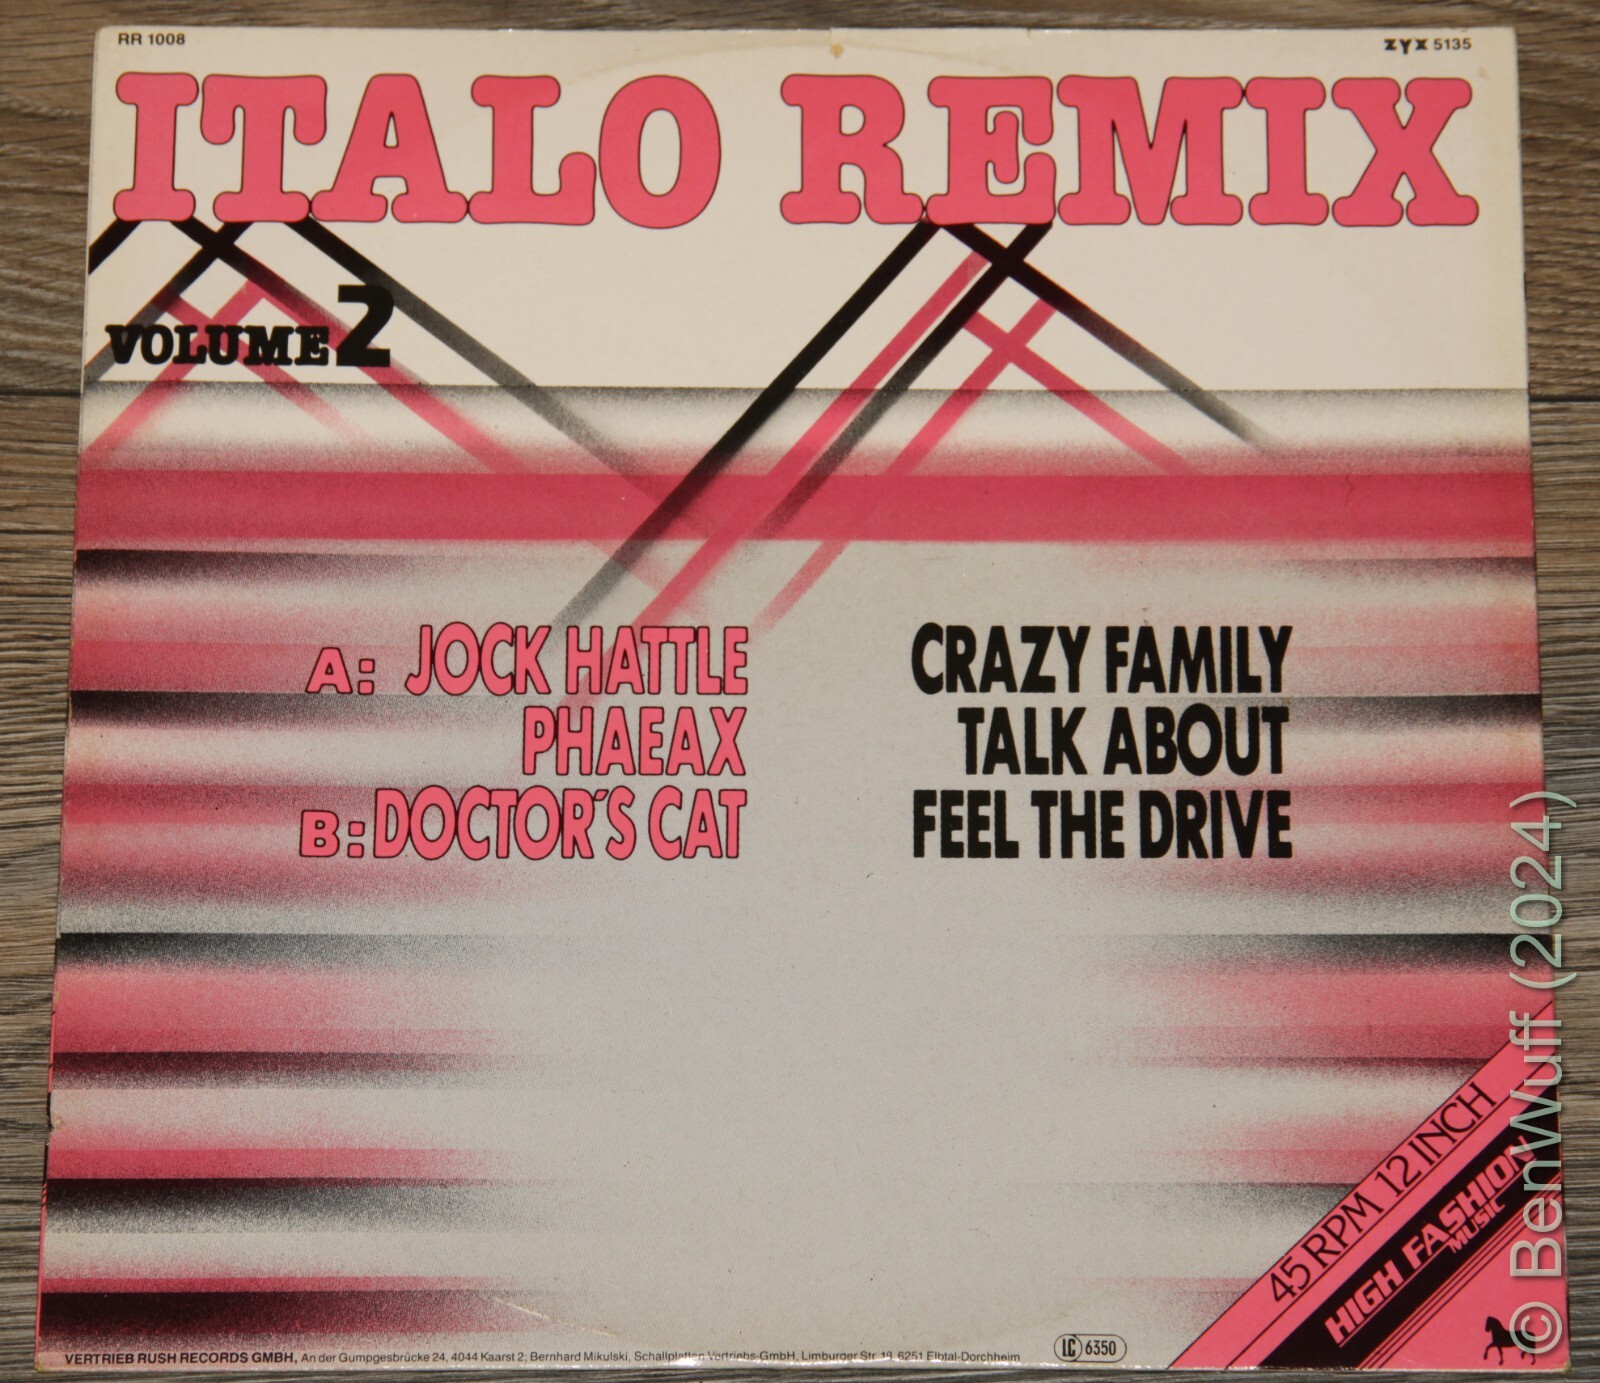 RR 1008
ZYX 5135
ITALO REMIX
VOLUME 2
A: JOCK HATTLE CRAZY FAMILY
PHAEAX TALK ABOUT
B: DOCTOR´S CAT FEEL THE DRIVE
45 RPM 12 INCH
HIGH FASHION
MUSIC
VERTRIEB RUSH RECORDS GMBH, An der Gumpgesbrücke 24, 4044 Kaarst 2; Bernhard Mikulski, Schallplatten Vertriebs-GmbH, Limburger Str. 18, 6251 Elbtal-Dorchheim
LC 6350
© BenWuff (2024)